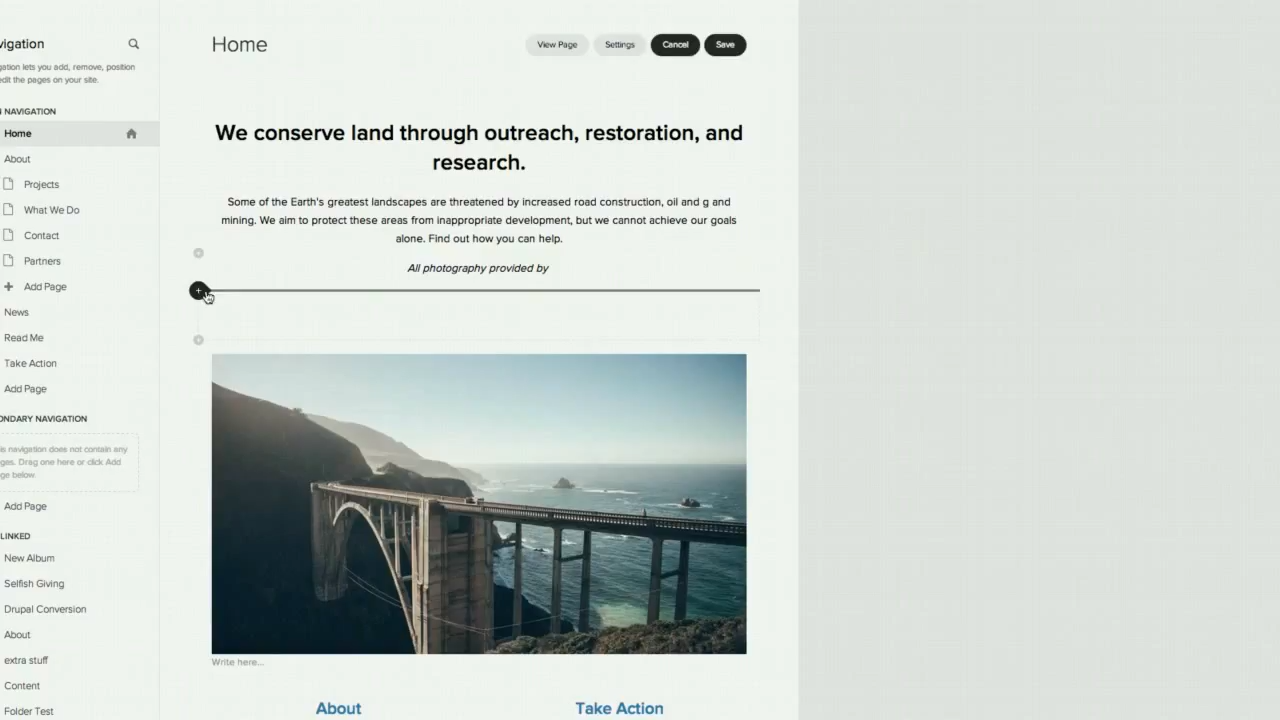 vigation
gation lets you add, remove, position
edit the pages on your site.
NAVIGATION
Home
About
Projects
What We Do
Contact
Partners
Add Page
News
Read Me
Take Action
Add Page
ONDARY NAVIGATION
is navigation does not contain any
ges. Drag one here or click Add
ge below.
Add Page
LINKED
New Album
Selfish Giving
Drupal Conversion
About
extra stuff
Content
Folder Test
Home
View Page
Settings
Cancel
Save
We conserve land through outreach, restoration, and
research.
Some of the Earth's greatest landscapes are threatened by increased road construction, oil and g and
mining. We aim to protect these areas from inappropriate development, but we cannot achieve our goals
alone. Find out how you can help.
All photography provided by
Write here...
About
Take Action